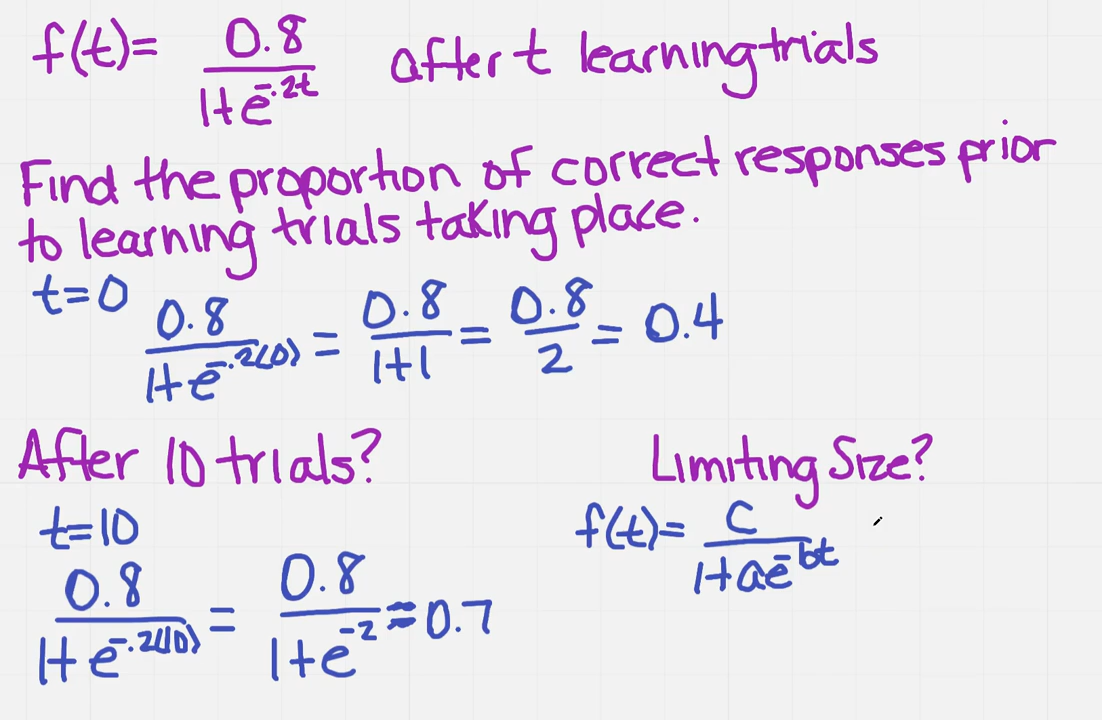 f(t)= 0.8 / 1+e^-.2t after t learning trials
Find the proportion of correct responses prior
to learning trials taking place.
t=0 0.8 / 1+e^-.2(0) = 0.8 / 1+1 = 0.8 / 2 = 0.4
After 10 trials?
t=10
0.8 / 1+e^-.2(10) = 0.8 / 1+e^-2 ≈ 0.7
Limiting Size?
f(t)= c / 1+ae^-bt